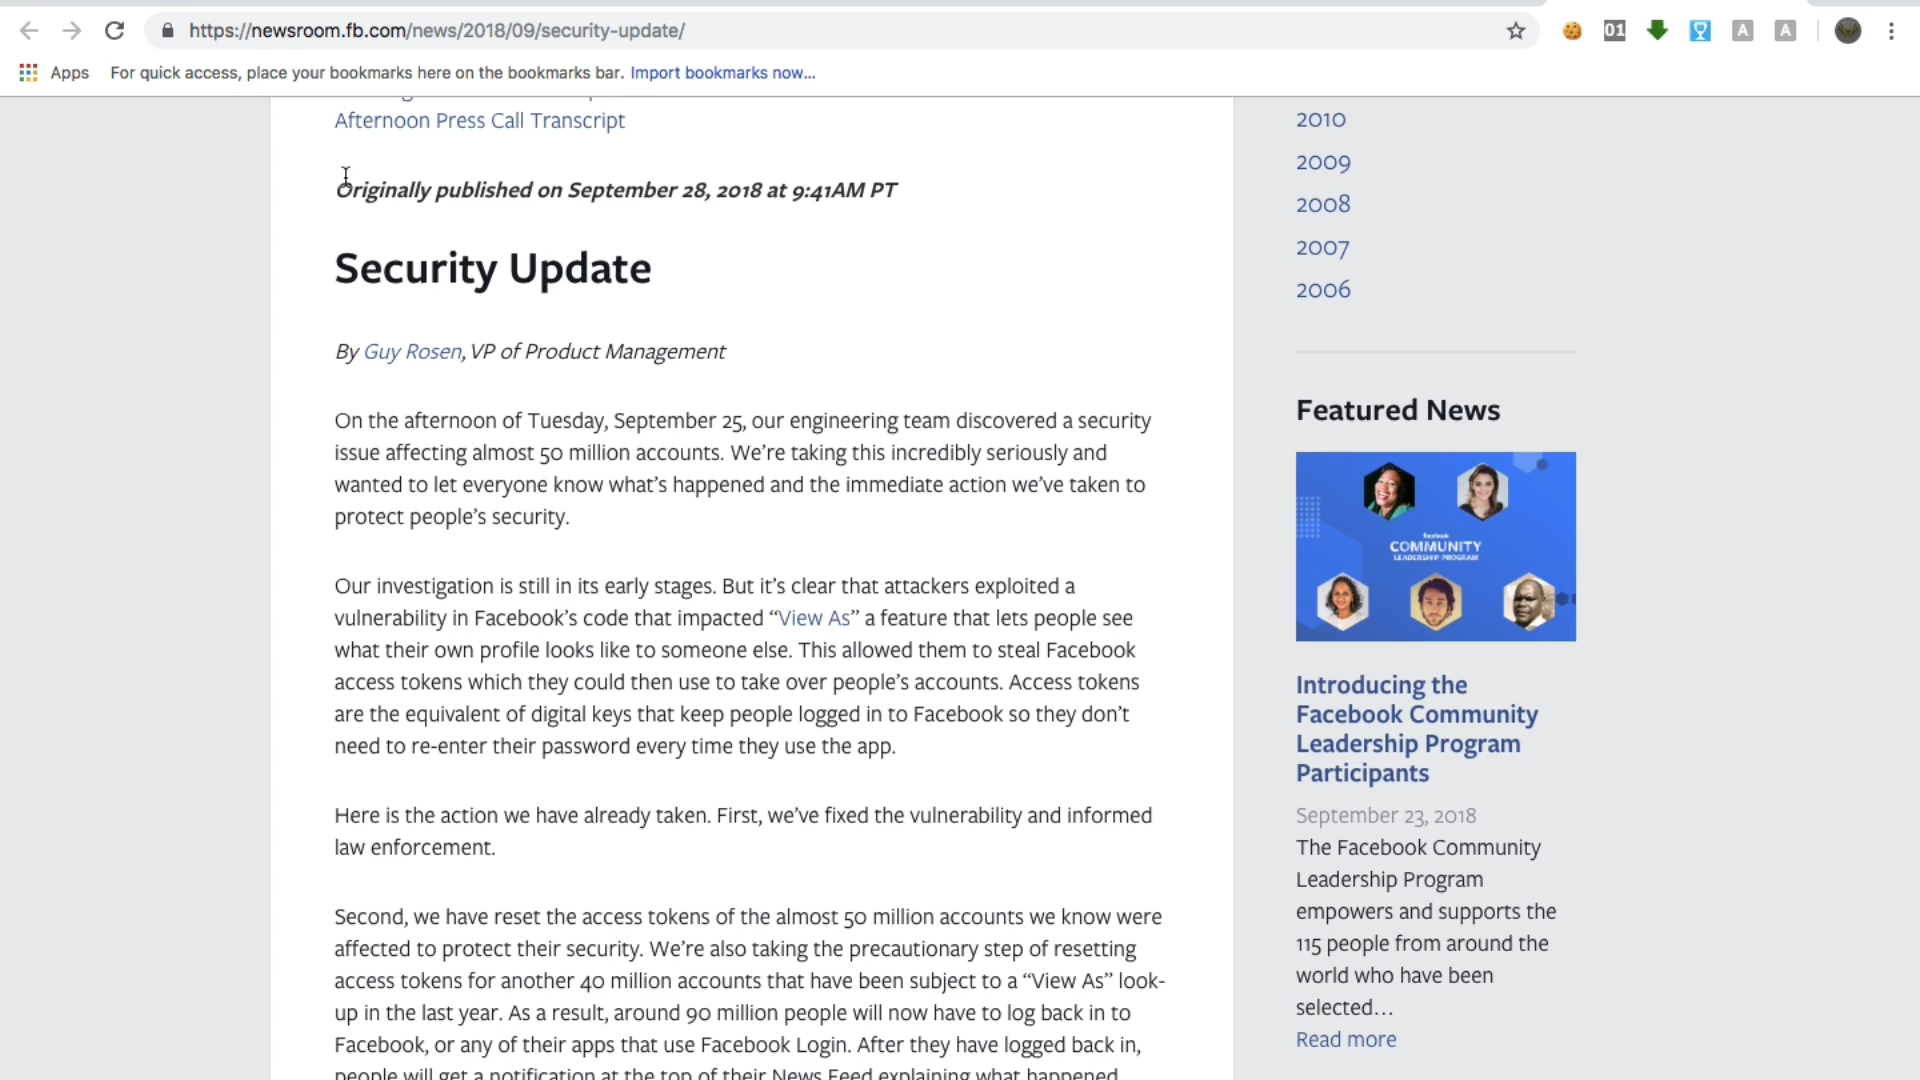 https://newsroom.fb.com/news/2018/09/security-update/
01
A
A
Apps
For quick access, place your bookmarks here on the bookmarks bar. Import bookmarks now...
Afternoon Press Call Transcript
Originally published on September 28, 2018 at 9:41AM PT
Security Update
By Guy Rosen, VP of Product Management
On the afternoon of Tuesday, September 25, our engineering team discovered a security
issue affecting almost 50 million accounts. We’re taking this incredibly seriously and
wanted to let everyone know what’s happened and the immediate action we’ve taken to
protect people’s security.
Our investigation is still in its early stages. But it’s clear that attackers exploited a
vulnerability in Facebook’s code that impacted “View As” a feature that lets people see
what their own profile looks like to someone else. This allowed them to steal Facebook
access tokens which they could then use to take over people’s accounts. Access tokens
are the equivalent of digital keys that keep people logged in to Facebook so they don’t
need to re-enter their password every time they use the app.
Here is the action we have already taken. First, we’ve fixed the vulnerability and informed
law enforcement.
Second, we have reset the access tokens of the almost 50 million accounts we know were
affected to protect their security. We’re also taking the precautionary step of resetting
access tokens for another 40 million accounts that have been subject to a “View As” look-
up in the last year. As a result, around 90 million people will now have to log back in to
Facebook, or any of their apps that use Facebook Login. After they have logged back in,
people will get a notification at the top of their News Feed explaining what happened.
2010
2009
2008
2007
2006
Featured News
facebook
COMMUNITY
LEADERSHIP PROGRAM
Introducing the
Facebook Community
Leadership Program
Participants
September 23, 2018
The Facebook Community
Leadership Program
empowers and supports the
115 people from around the
world who have been
selected…
Read more